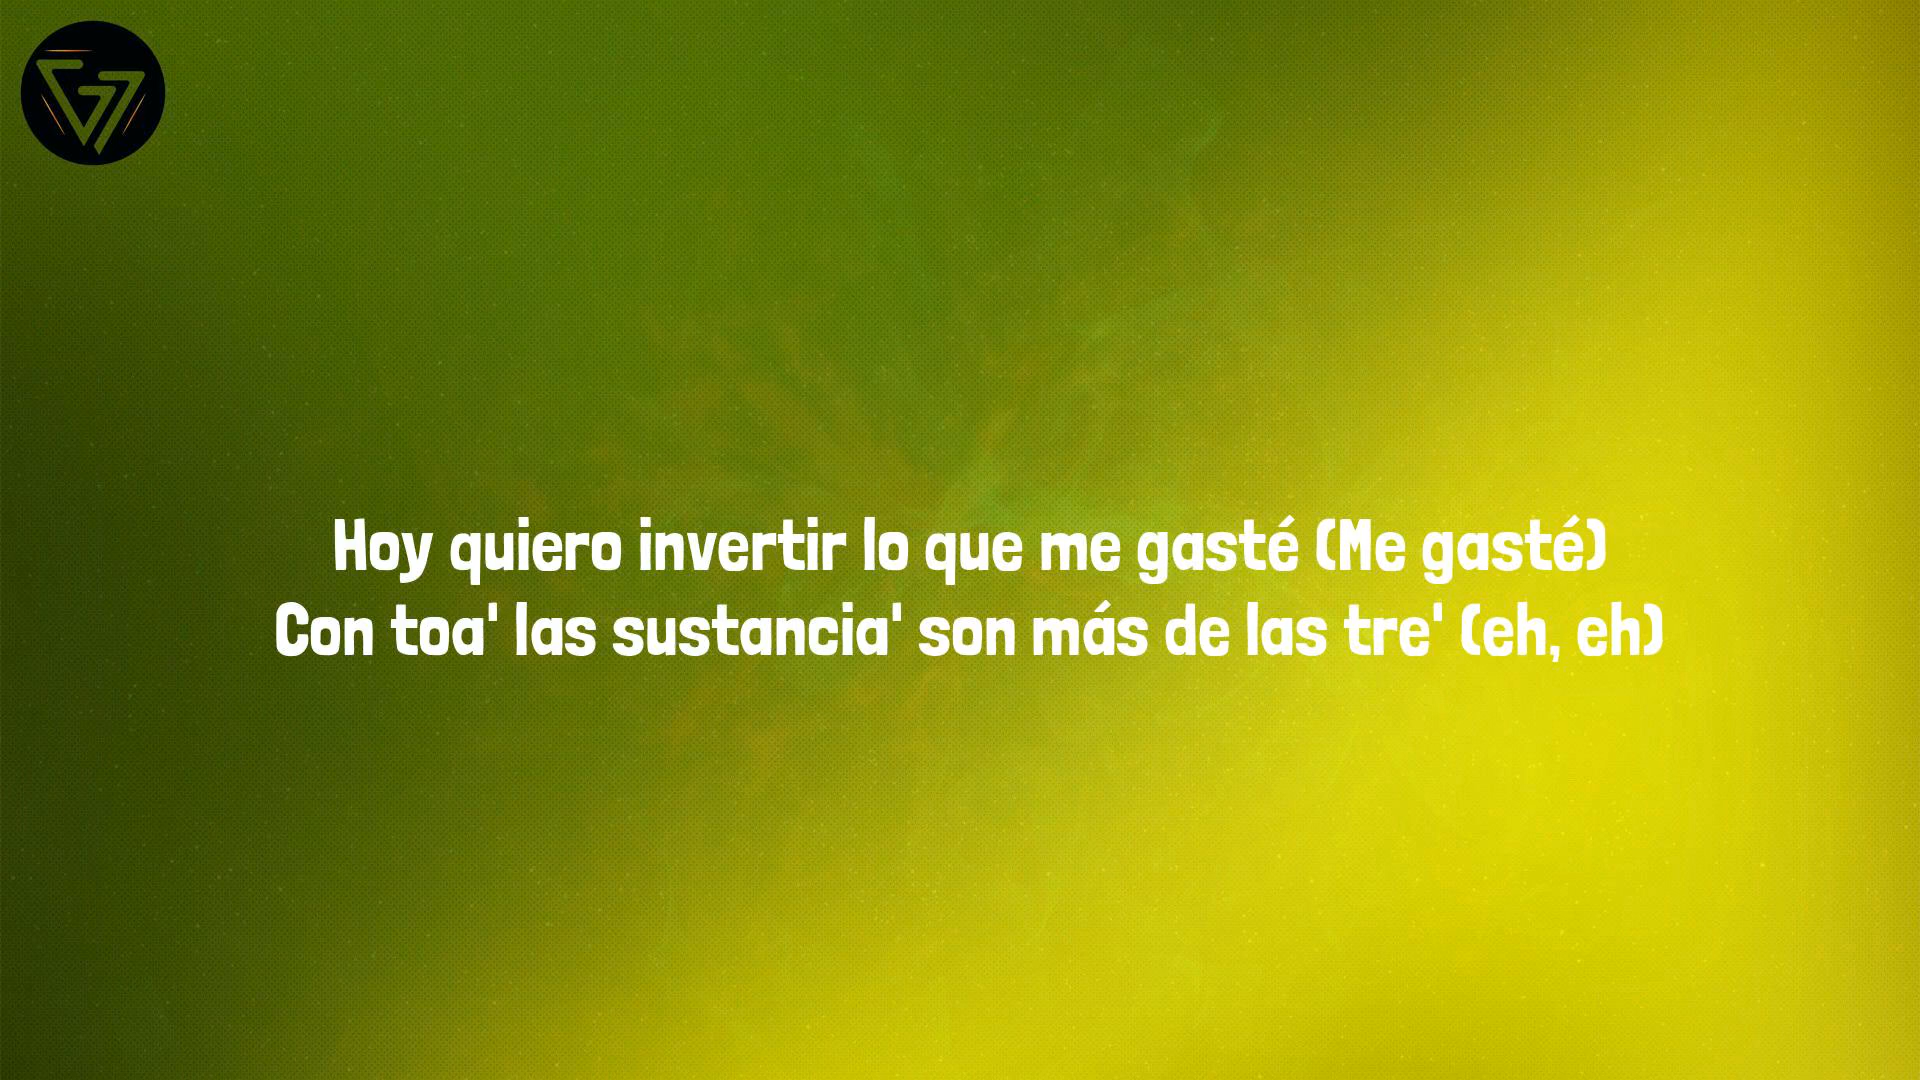 Hoy quiero invertir lo que me gasté (Me gasté)
Con toa' las sustancia' son más de las tre' (eh, eh)